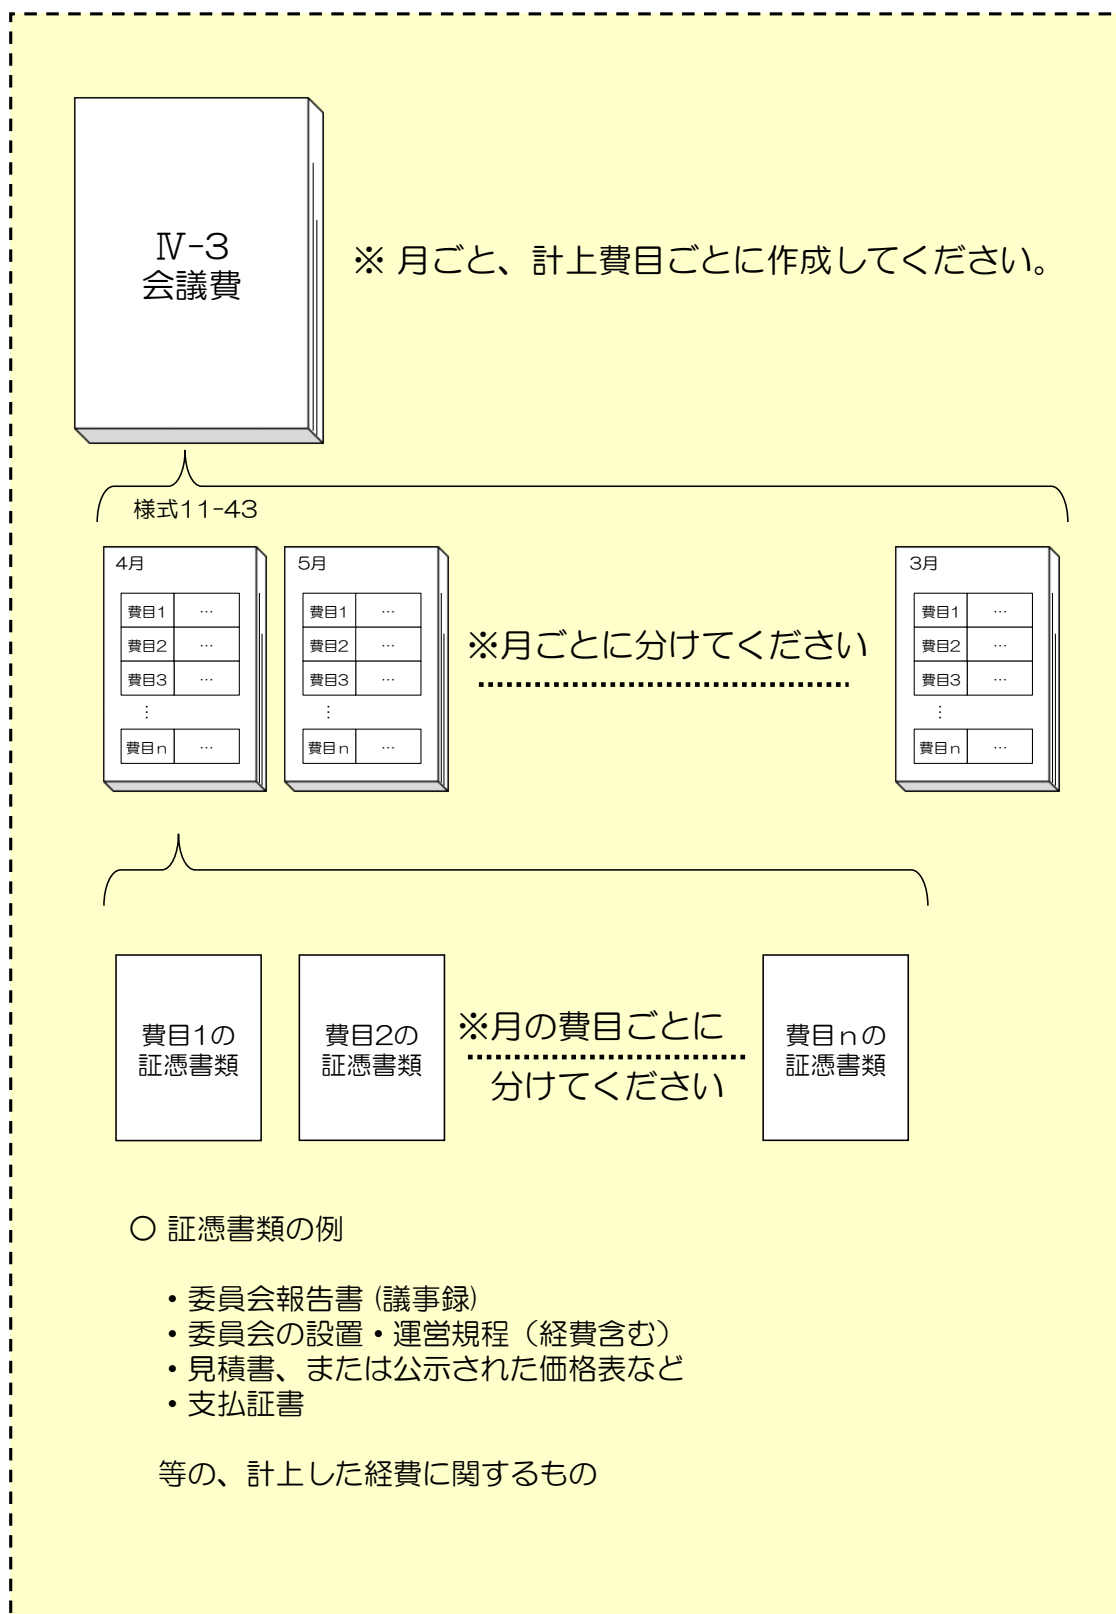 Ⅳ-3
会議費
※ 月ごと、計上費目ごとに作成してください。
様式11-43
4月
費目1 …
費目2 …
費目3 …
⋮
費目n …
5月
費目1 …
費目2 …
費目3 …
⋮
費目n …
※月ごとに分けてください
3月
費目1 …
費目2 …
費目3 …
⋮
費目n …
費目1の
証憑書類
費目2の
証憑書類
※月の費目ごとに
分けてください
費目nの
証憑書類
○ 証憑書類の例
・委員会報告書 (議事録)
・委員会の設置・運営規程（経費含む）
・見積書、または公示された価格表など
・支払証書
等の、計上した経費に関するもの